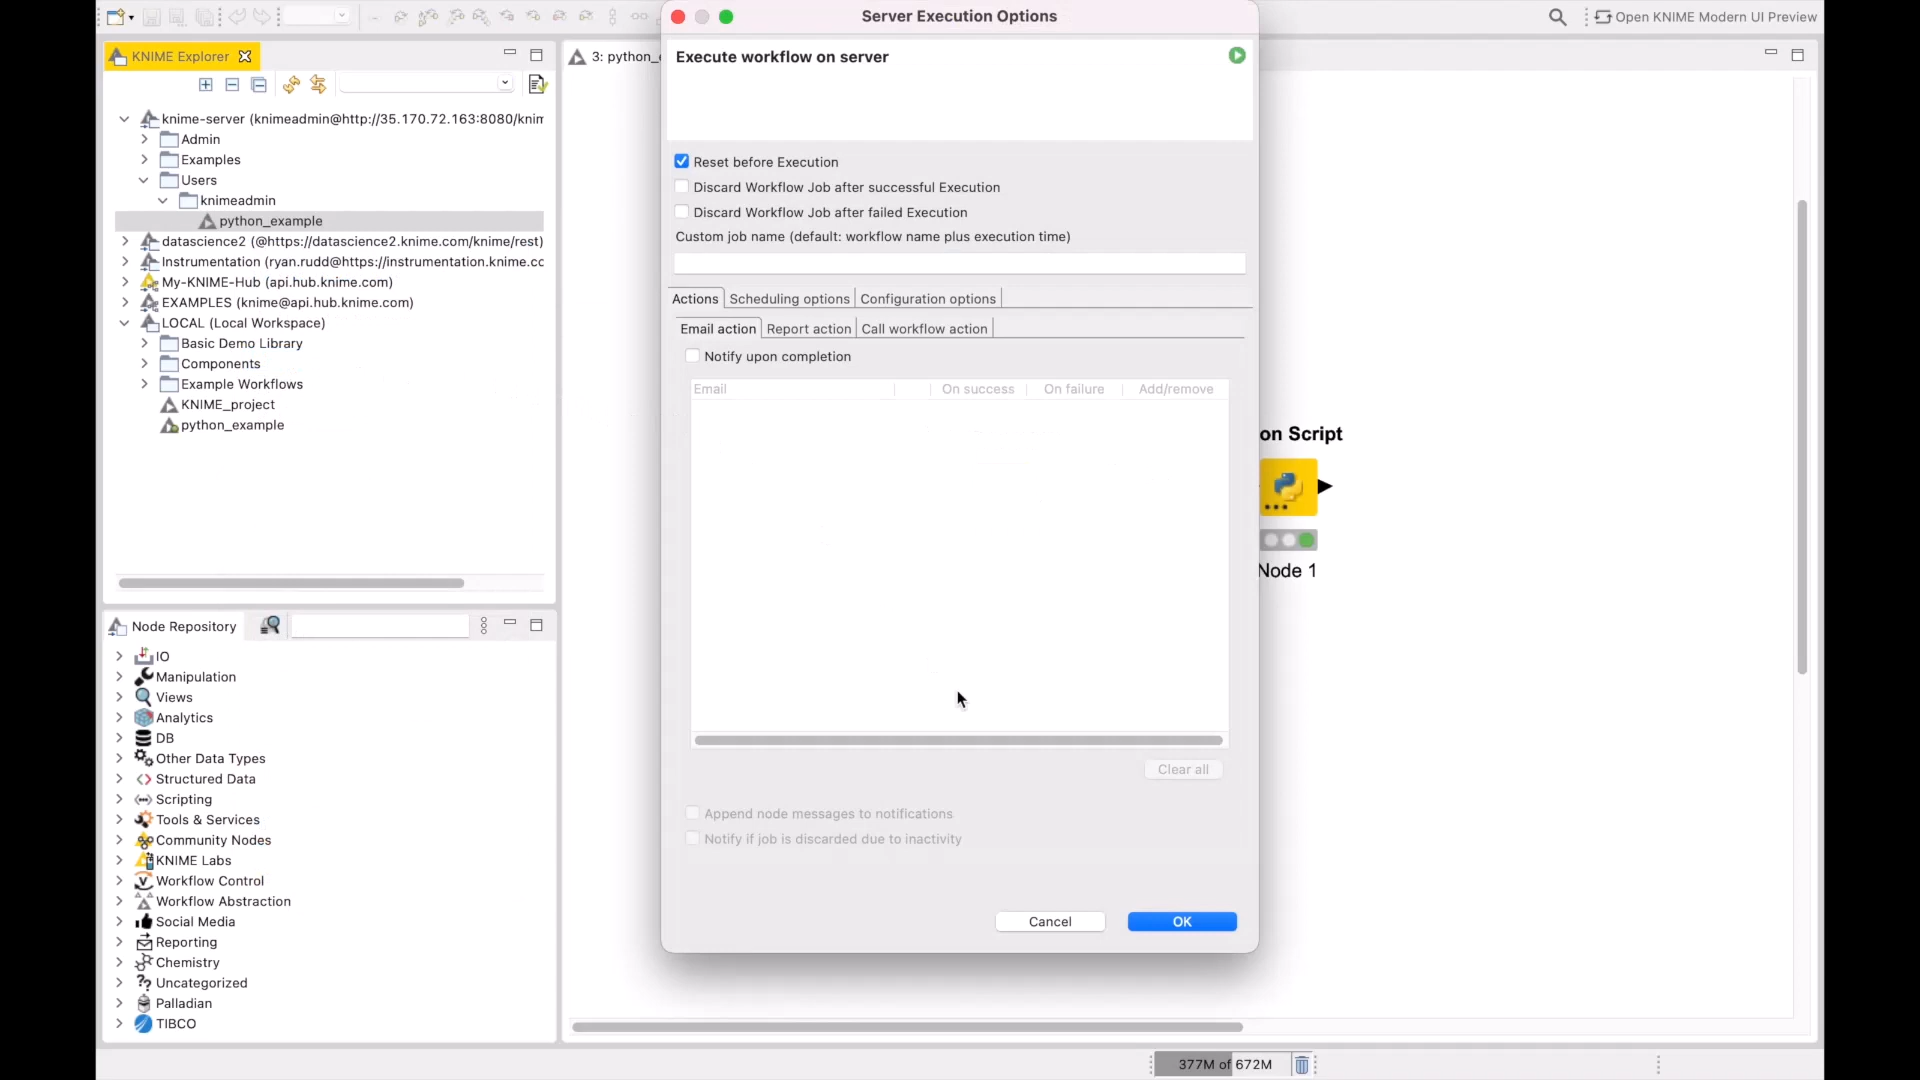 Server Execution Options
Open KNIME Modern UI Preview
KNIME Explorer
3: python_
Execute workflow on server
knime-server (knimeadmin@http://35.170.72.163:8080/knim
Admin
Examples
Users
knimeadmin
python_example
datascience2 (@https://datascience2.knime.com/knime/rest)
Instrumentation (ryan.rudd@https://instrumentation.knime.cc
My-KNIME-Hub (api.hub.knime.com)
EXAMPLES (knime@api.hub.knime.com)
LOCAL (Local Workspace)
Basic Demo Library
Components
Example Workflows
KNIME_project
python_example
Reset before Execution
Discard Workflow Job after successful Execution
Discard Workflow Job after failed Execution
Custom job name (default: workflow name plus execution time)
Actions Scheduling options Configuration options
Email action Report action Call workflow action
Notify upon completion
Email On success On failure Add/remove
Clear all
Append node messages to notifications
Notify if job is discarded due to inactivity
Cancel OK
on Script
Node 1
Node Repository
IO
Manipulation
Views
Analytics
DB
Other Data Types
Structured Data
Scripting
Tools & Services
Community Nodes
KNIME Labs
Workflow Control
Workflow Abstraction
Social Media
Reporting
Chemistry
Uncategorized
Palladian
TIBCO
377M of 672M